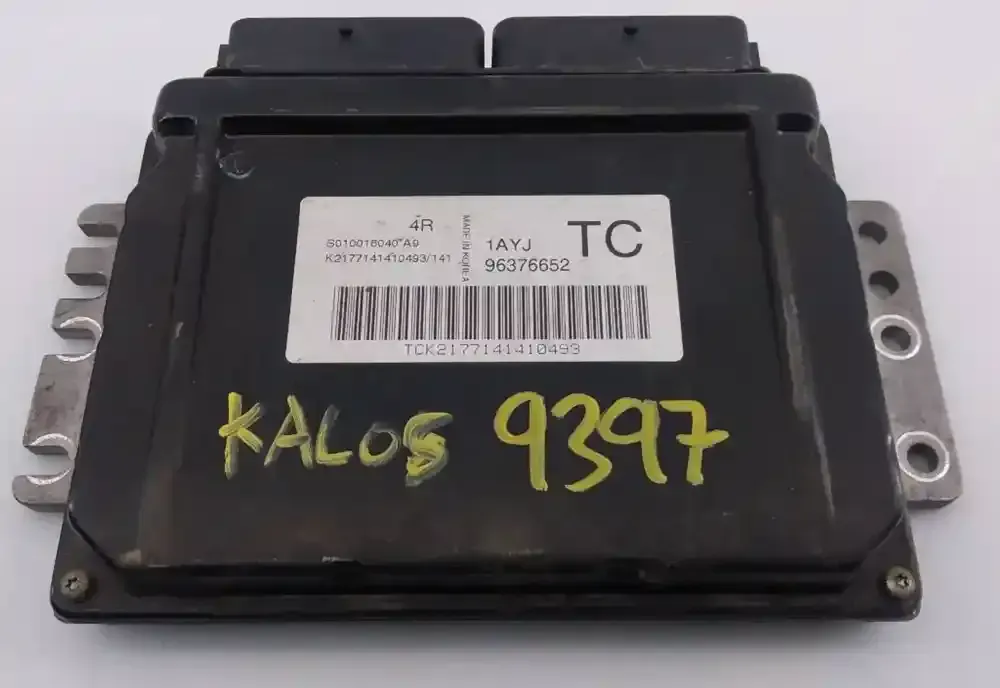 4R
S010016040 A9
K2177141410493/141
MADE IN KOREA
1AYJ
96376652
TC
TCK2177141410493
KALOS 9397